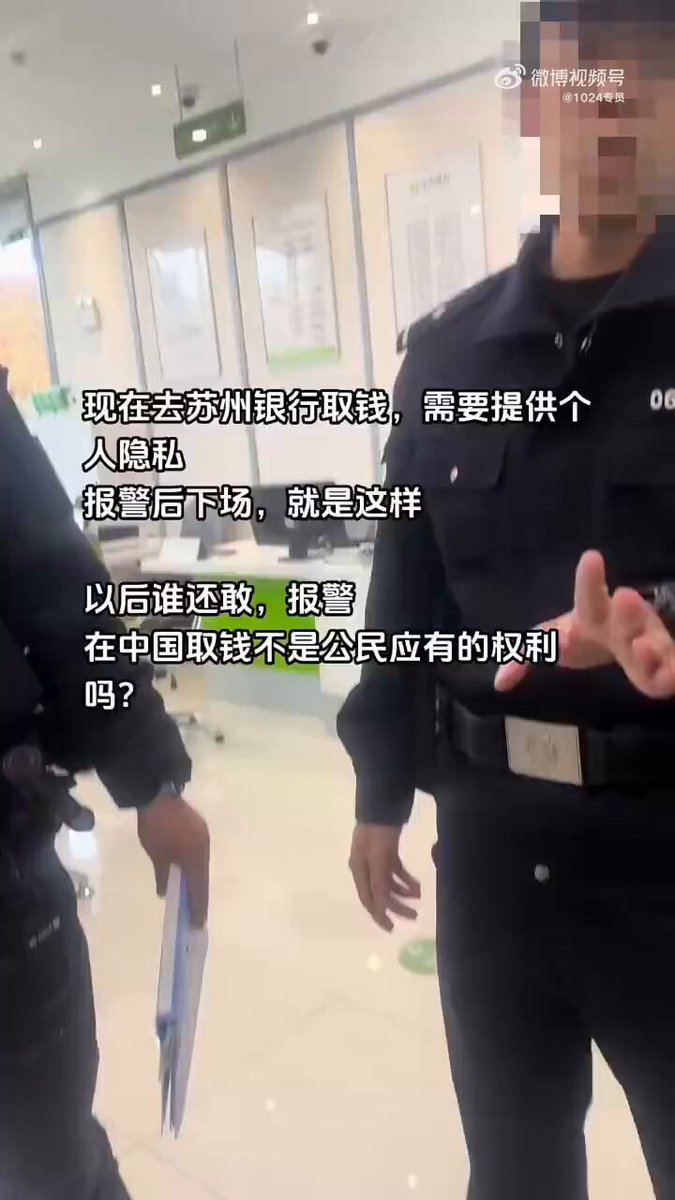 微博视频号
@1024专员
现在去苏州银行取钱，需要提供个
人隐私
报警后下场，就是这样
以后谁还敢，报警
在中国取钱不是公民应有的权利
吗？
06